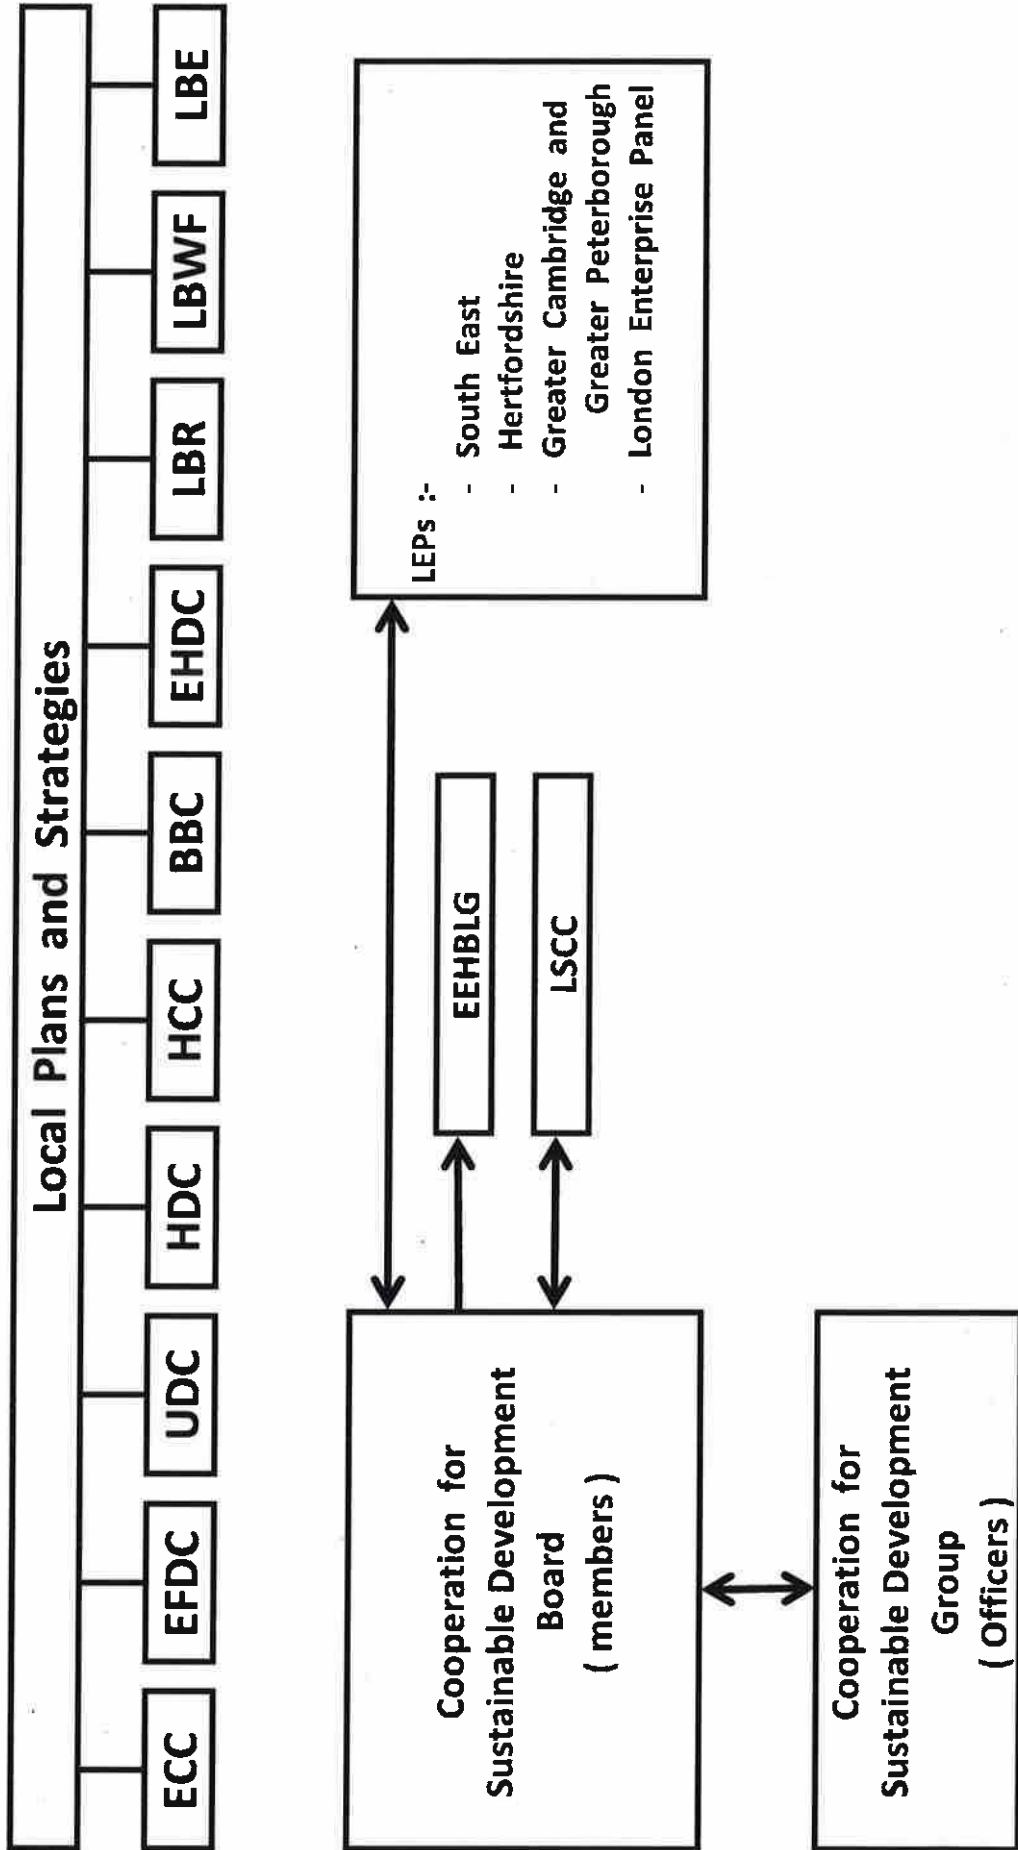 Local Plans and Strategies
ECC
EFDC
UDC
HDC
HCC
BBC
EHDC
LBR
LBWF
LBE
Cooperation for
Sustainable Development
Board
( members )
EEHBLG
LSCC
LEPs :-
- South East
- Hertfordshire
- Greater Cambridge and
Greater Peterborough
- London Enterprise Panel
Cooperation for
Sustainable Development
Group
( Officers )